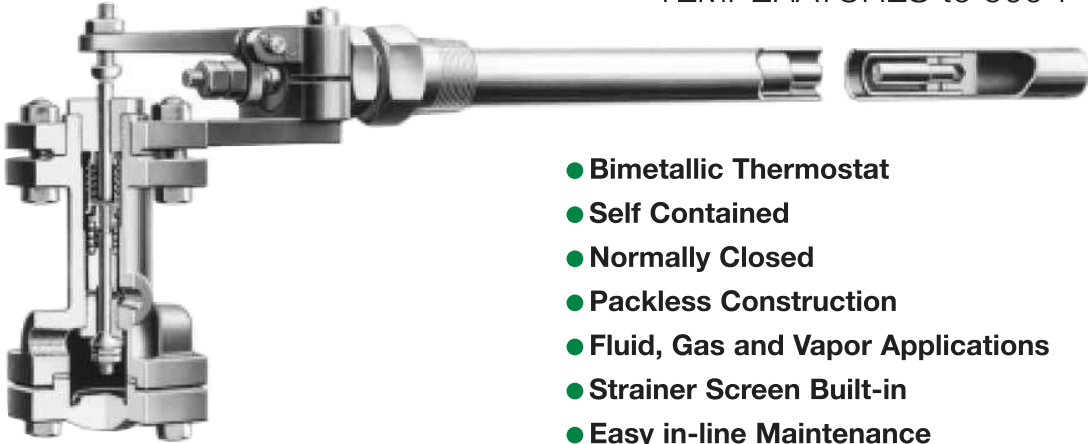 ● Bimetallic Thermostat
● Self Contained
● Normally Closed
● Packless Construction
● Fluid, Gas and Vapor Applications
● Strainer Screen Built-in
● Easy in-line Maintenance